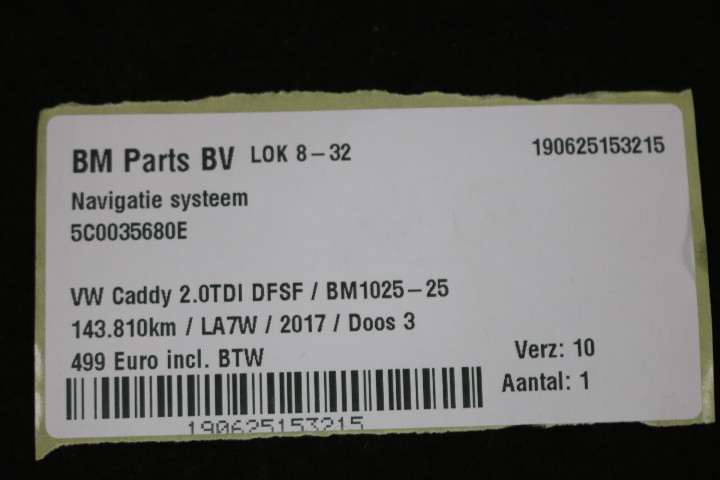 BM Parts BV LOK 8-32 190625153215
Navigatie systeem
5C0035680E
VW Caddy 2.0TDI DFSF / BM1025-25
143.810km / LA7W / 2017 / Doos 3
499 Euro incl. BTW
Verz: 10
Aantal: 1
190625153215